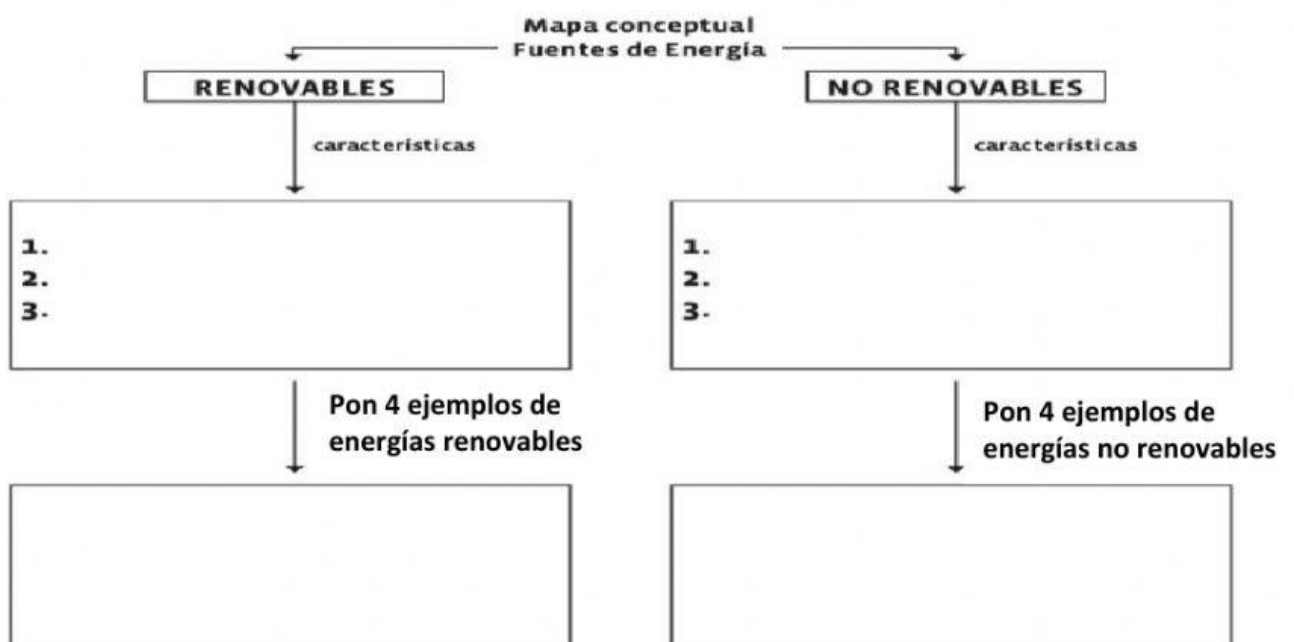 Mapa conceptual
Fuentes de Energía
RENOVABLES
NO RENOVABLES
características
características
1.
2.
3.
1.
2.
3.
Pon 4 ejemplos de
energías renovables
Pon 4 ejemplos de
energías no renovables